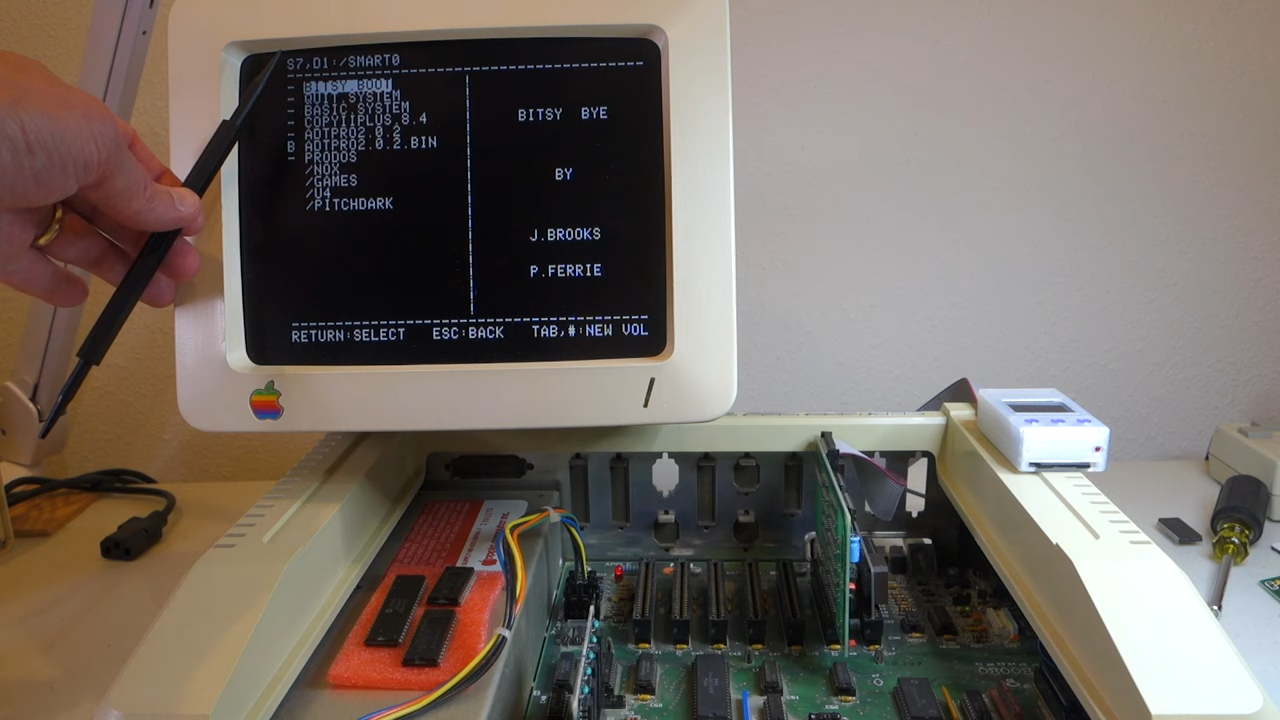 S7,D1:/SMART0
- BITSY.BOOT
- QUIT.SYSTEM
- BASIC.SYSTEM
- COPYIIPLUS.8.4
- ADTPRO2.0.2
B ADTPRO2.0.2.BIN
- PRODOS
/NOX
/GAMES
/U4
/PITCHDARK
BITSY BYE
BY
J.BROOKS
P.FERRIE
RETURN:SELECT ESC:BACK TAB,#:NEW VOL